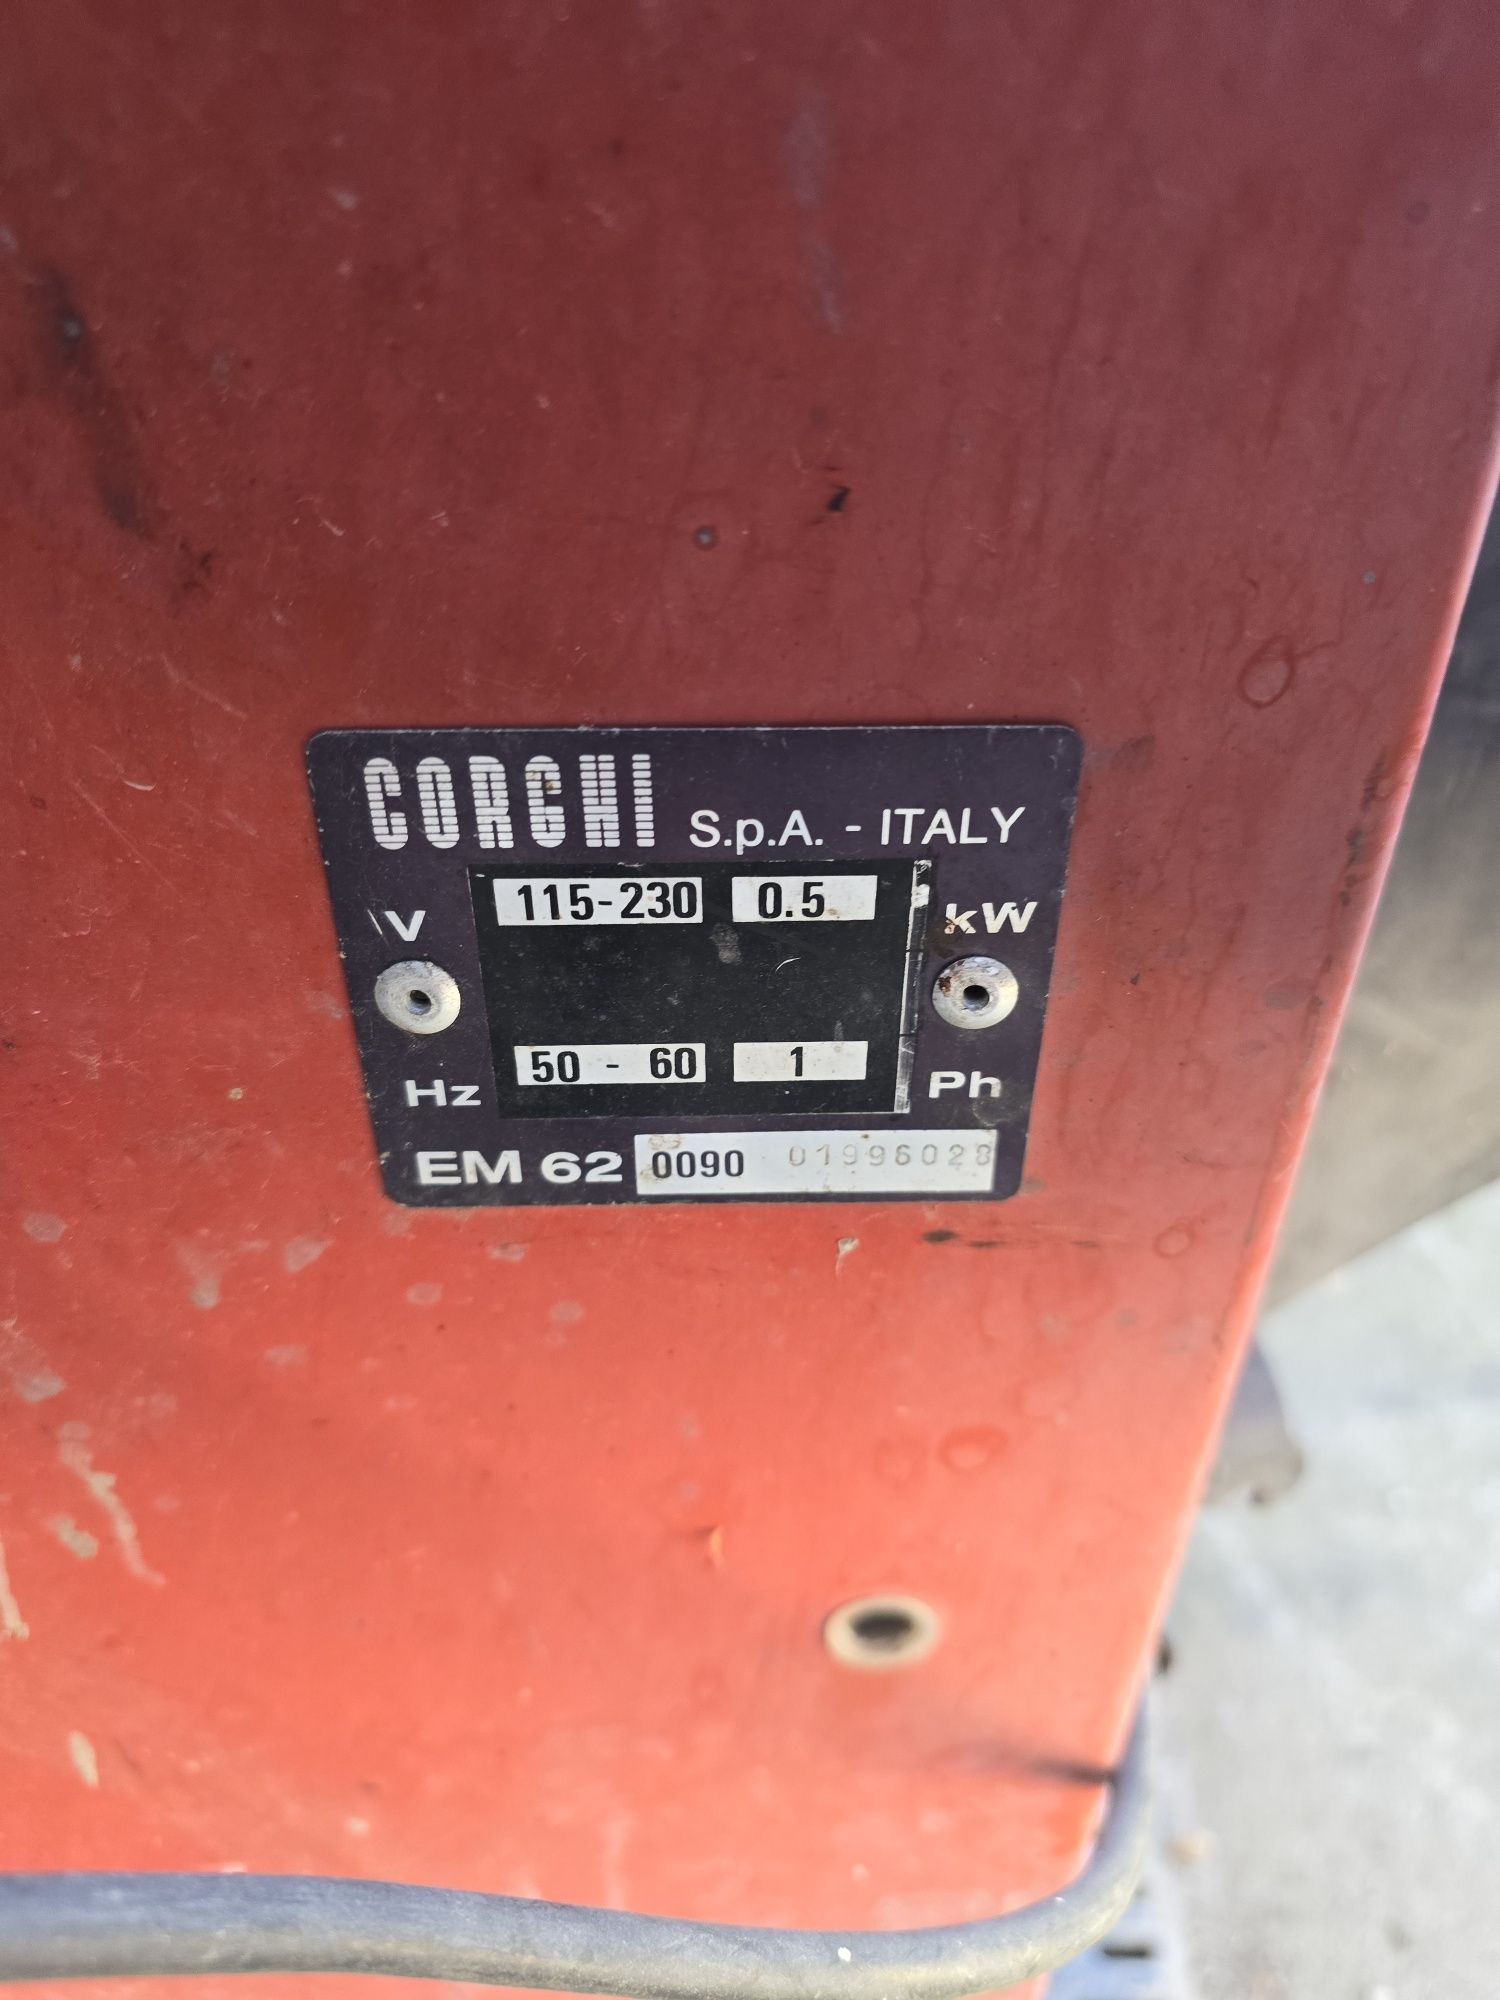 CORGHI S.p.A. - ITALY
V 115-230 0.5 kW
Hz 50 - 60 1 Ph
EM 62 0090 01996028